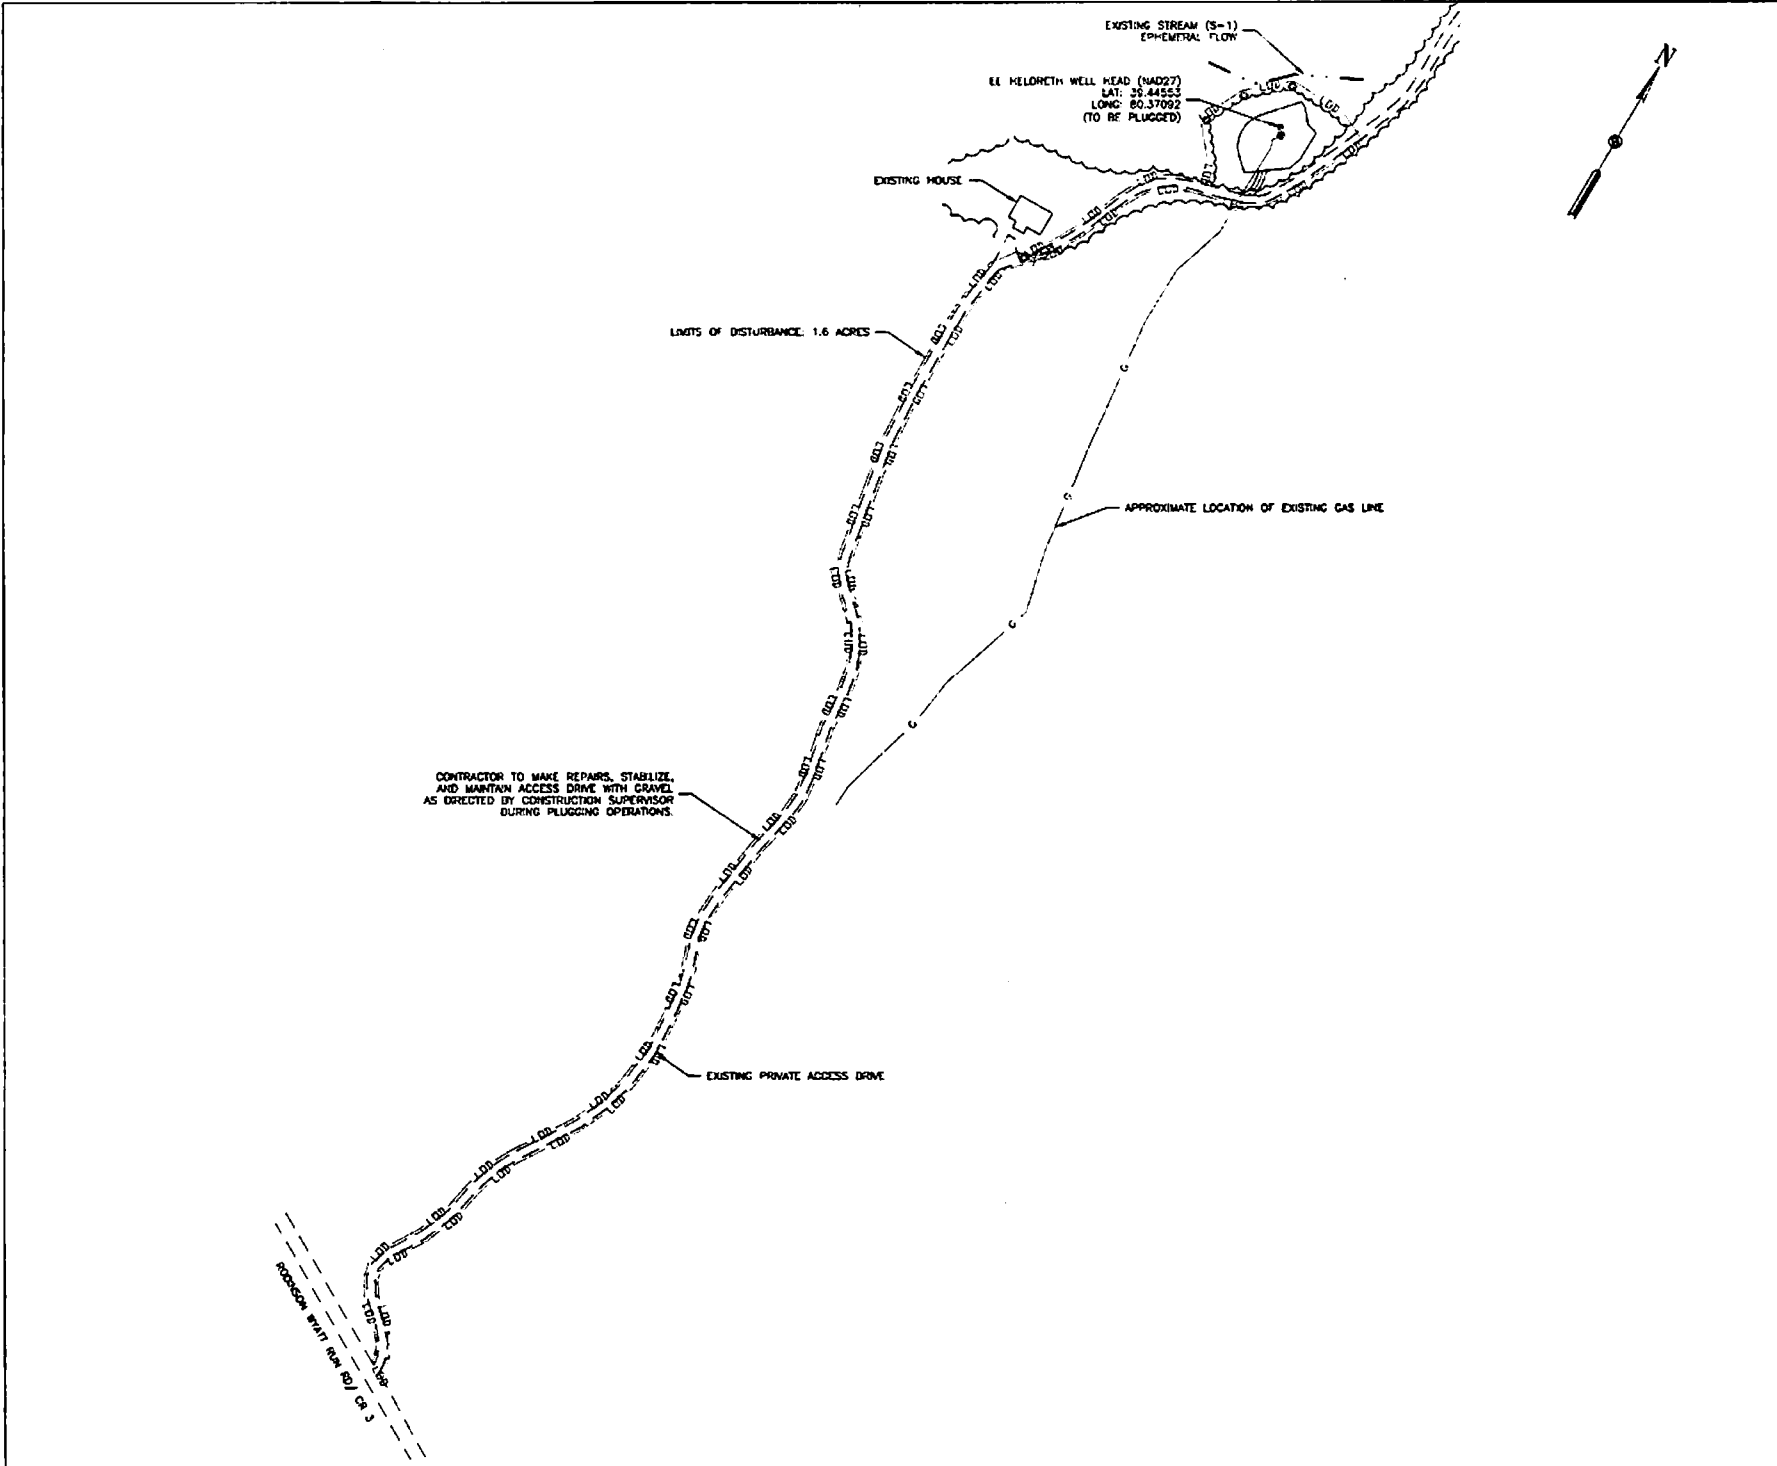 EXISTING STREAM (S-1)
EPHEMERAL FLOW
N
WELL HEAD (NAD27)
LAT: 39.44553
LONG: 80.37092
(TO BE PLUGGED)
EXISTING HOUSE
LIMITS OF DISTURBANCE: 1.6 ACRES
APPROXIMATE LOCATION OF EXISTING GAS LINE
CONTRACTOR TO MAKE REPAIRS, STABILIZE,
AND MAINTAIN ACCESS DRIVE WITH GRAVEL
AS DIRECTED BY CONSTRUCTION SUPERVISOR
DURING PLUGGING OPERATIONS.
EXISTING PRIVATE ACCESS DRIVE
WYATT RUN RD/ CR 3
LOD
G